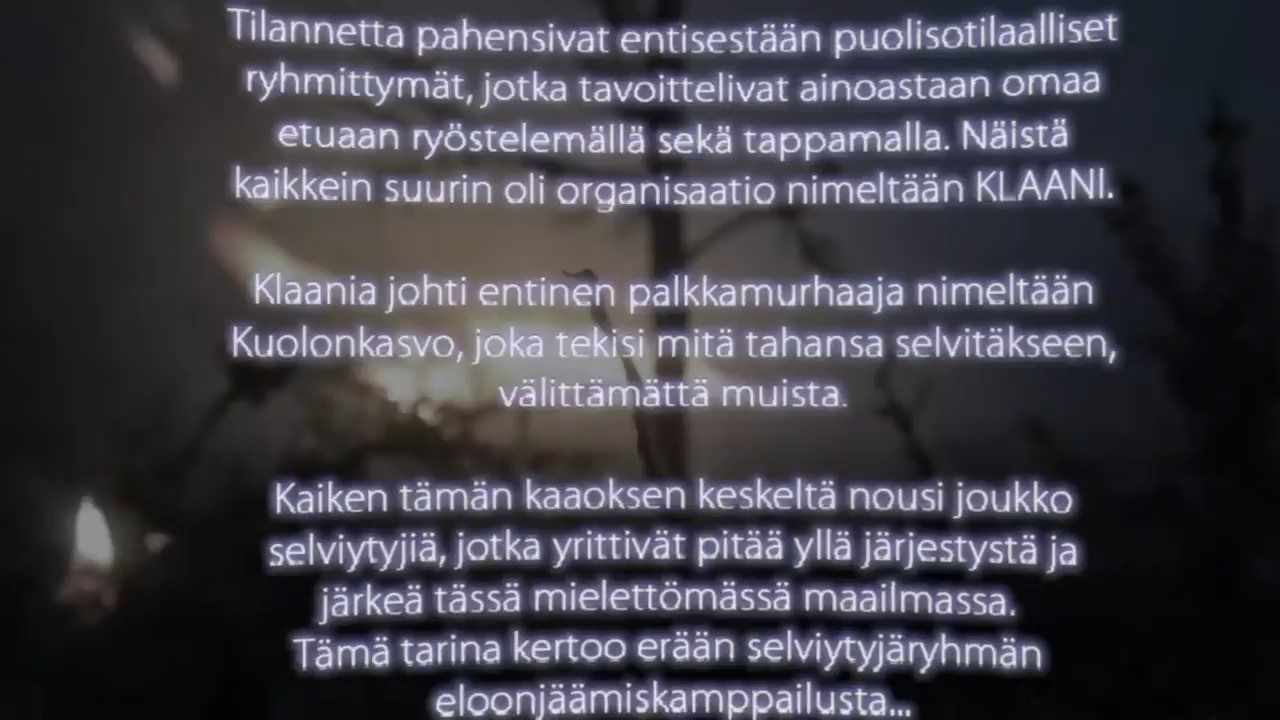 Tilannetta pahensivat entisestään puolisotilaalliset
ryhmittymät, jotka tavoittelivat ainoastaan omaa
etuaan ryöstelemällä sekä tappamalla. Näistä
kaikkein suurin oli organisaatio nimeltään KLAANI.
Klaania johti entinen palkkamurhaaja nimeltään
Kuolonkasvo, joka tekisi mitä tahansa selvitäkseen,
välittämättä muista.
Kaiken tämän kaaoksen keskeltä nousi joukko
selviytyjiä, jotka yrittivät pitää yllä järjestystä ja
järkeä tässä mielettömässä maailmassa.
Tämä tarina kertoo erään selviytyjäryhmän
eloonjäämiskamppailusta...